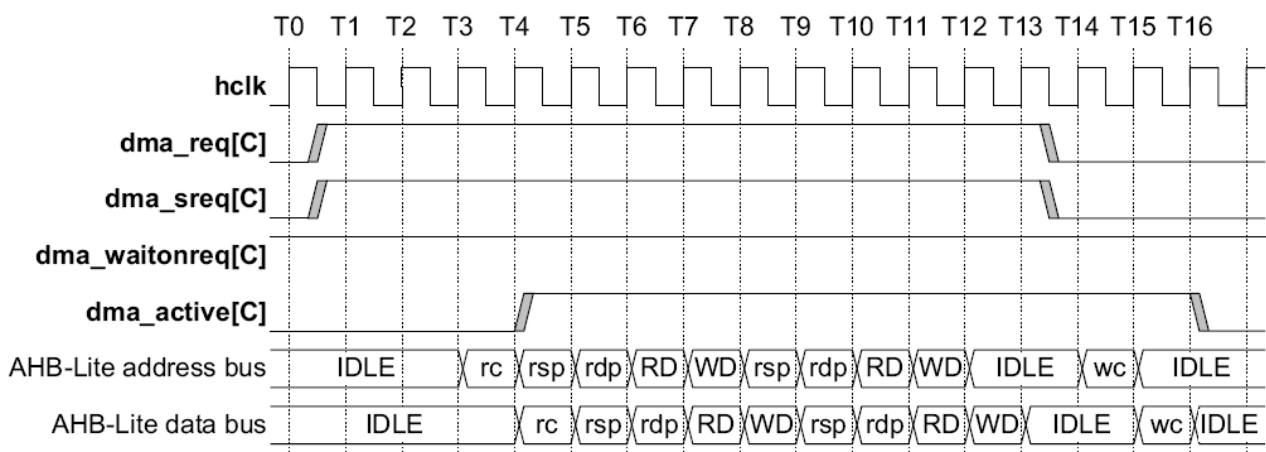 T0 T1 T2 T3 T4 T5 T6 T7 T8 T9 T10 T11 T12 T13 T14 T15 T16
hclk
dma_req[C]
dma_sreq[C]
dma_waitonreq[C]
dma_active[C]
AHB-Lite address bus IDLE rc rsp rdp RD WD rsp rdp RD WD IDLE wc IDLE
AHB-Lite data bus IDLE rc rsp rdp RD WD rsp rdp RD WD IDLE wc IDLE